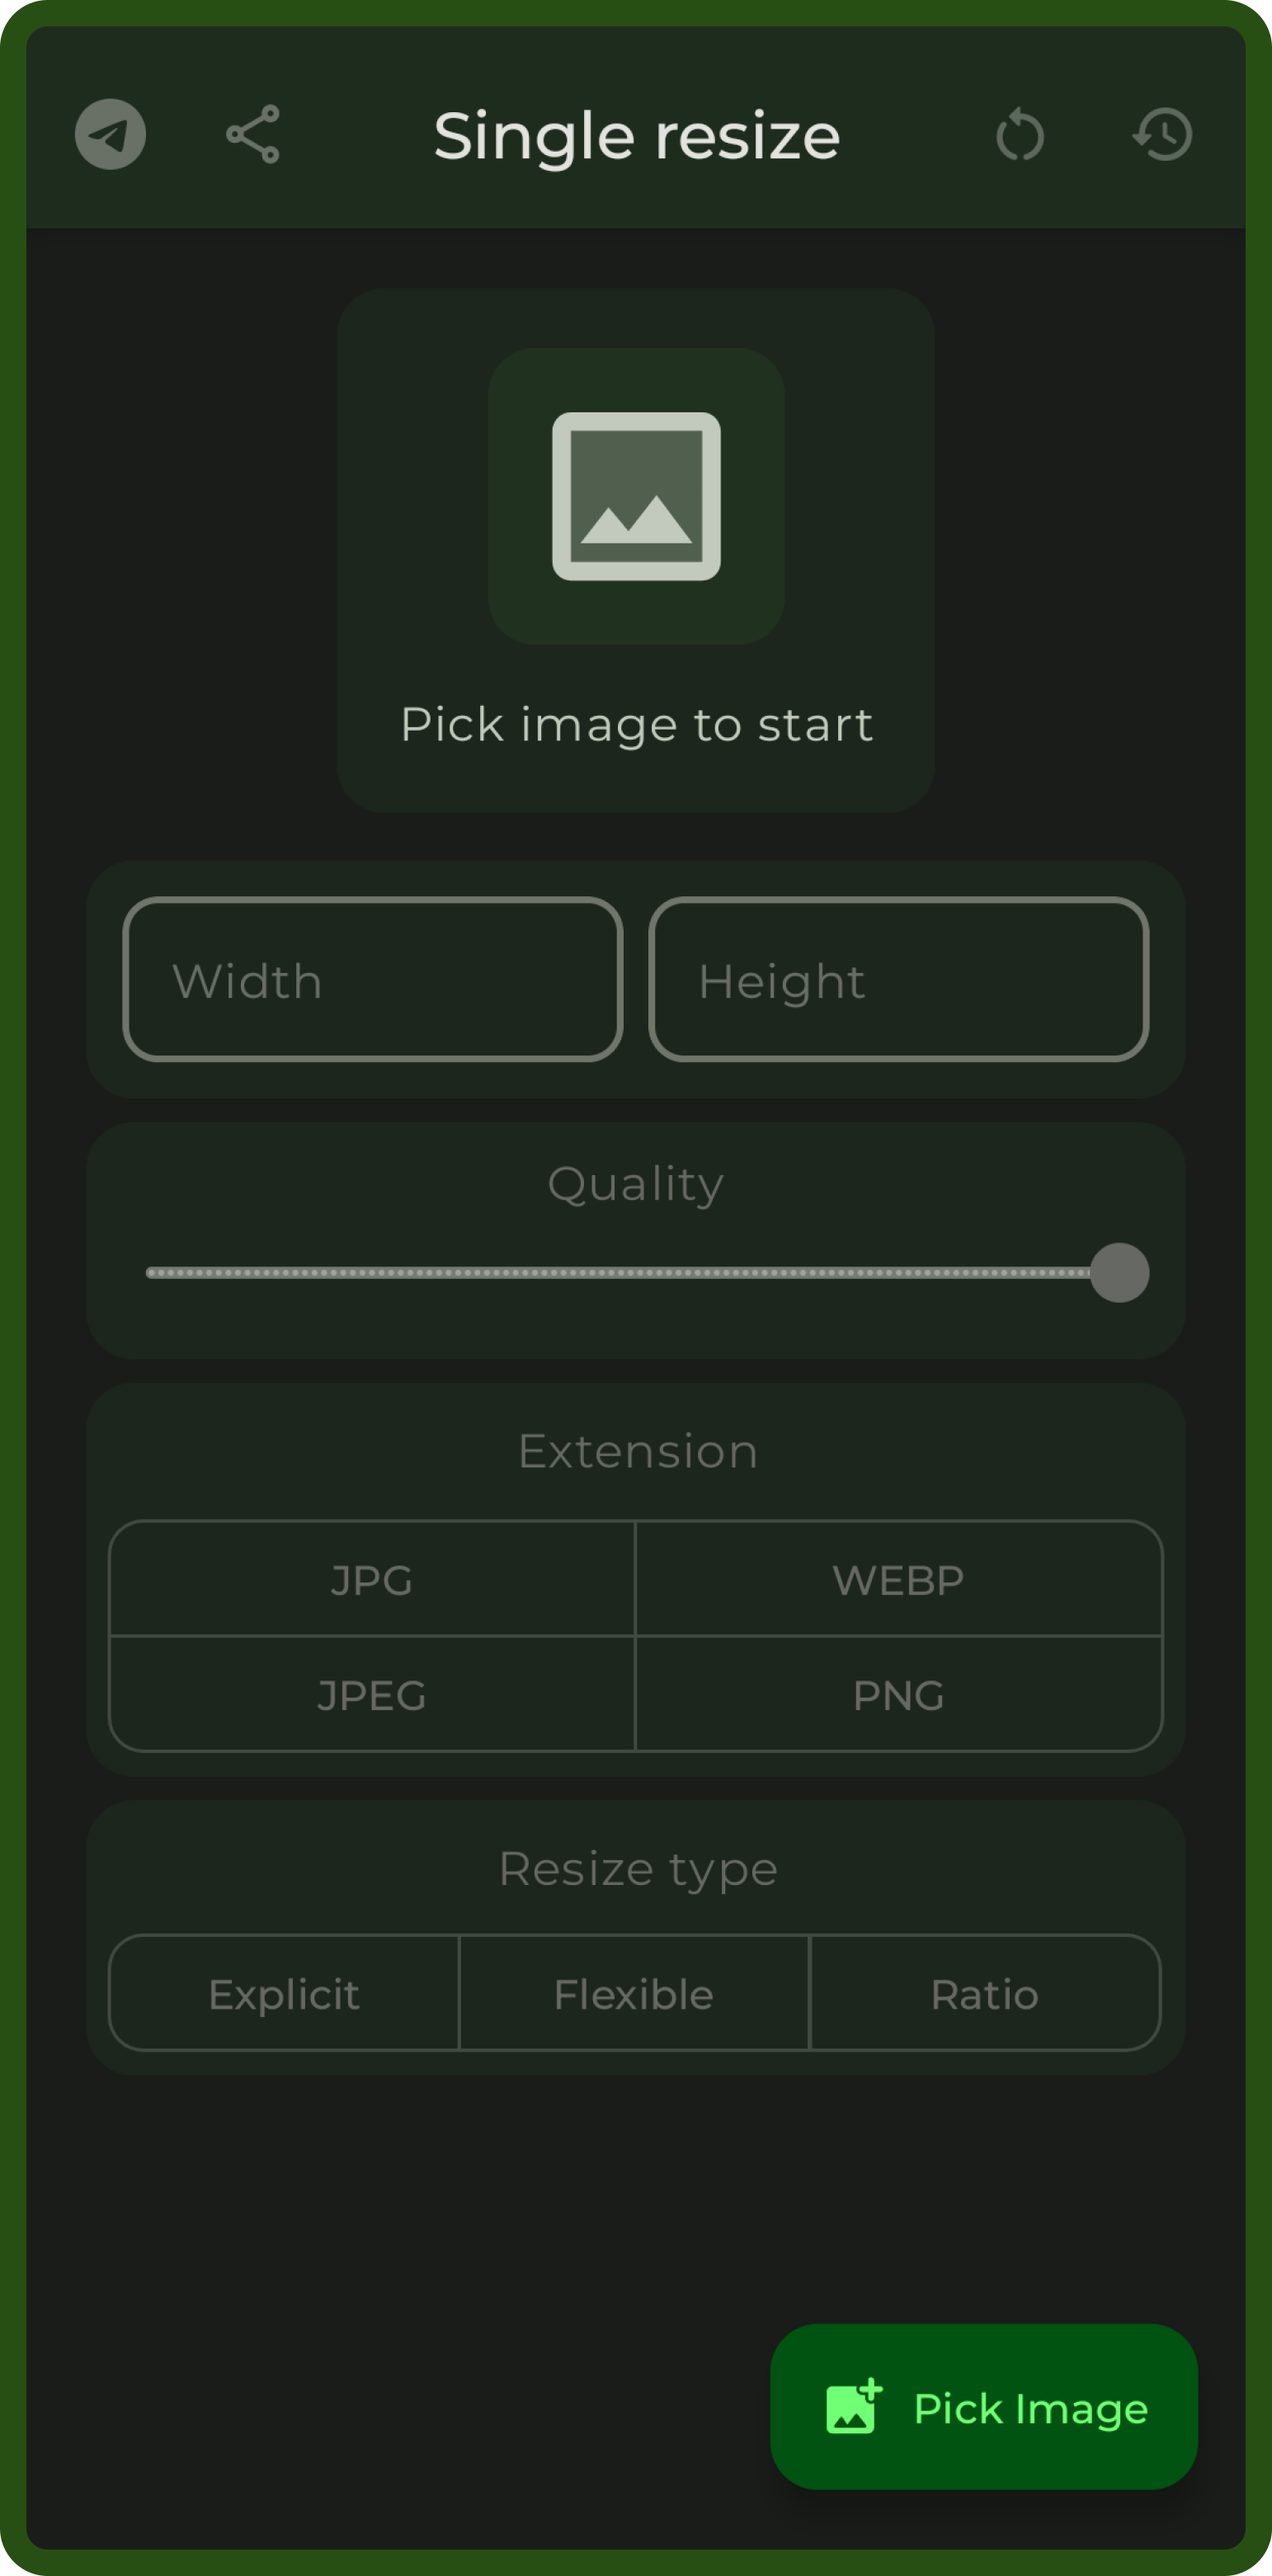 Single resize
Pick image to start
Width Height
Quality
Extension
JPG WEBP
JPEG PNG
Resize type
Explicit Flexible Ratio
Pick Image